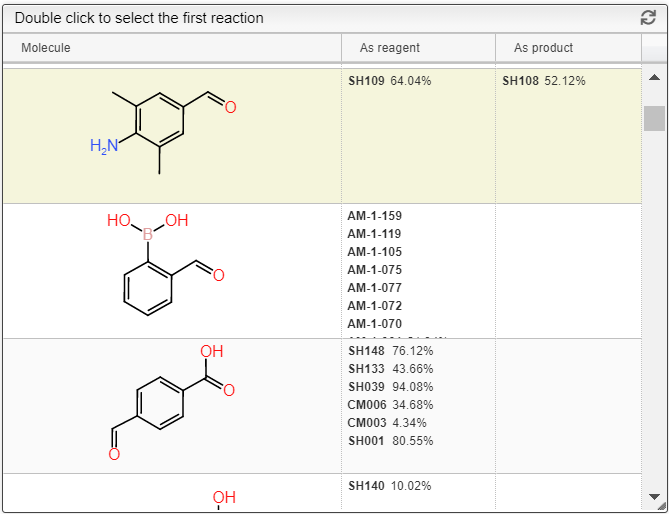 Double click to select the first reaction
Molecule As reagent As product
SH109 64.04% SH108 52.12%
O
H2N
AM-1-159
HO OH
AM-1-119
B
AM-1-105
AM-1-075
O
AM-1-077
AM-1-072
AM-1-070
OH
SH148 76.12%
SH133 43.66%
O
SH039 94.08%
CM006 34.68%
CM003 4.34%
SH001 80.55%
O
SH140 10.02%
OH